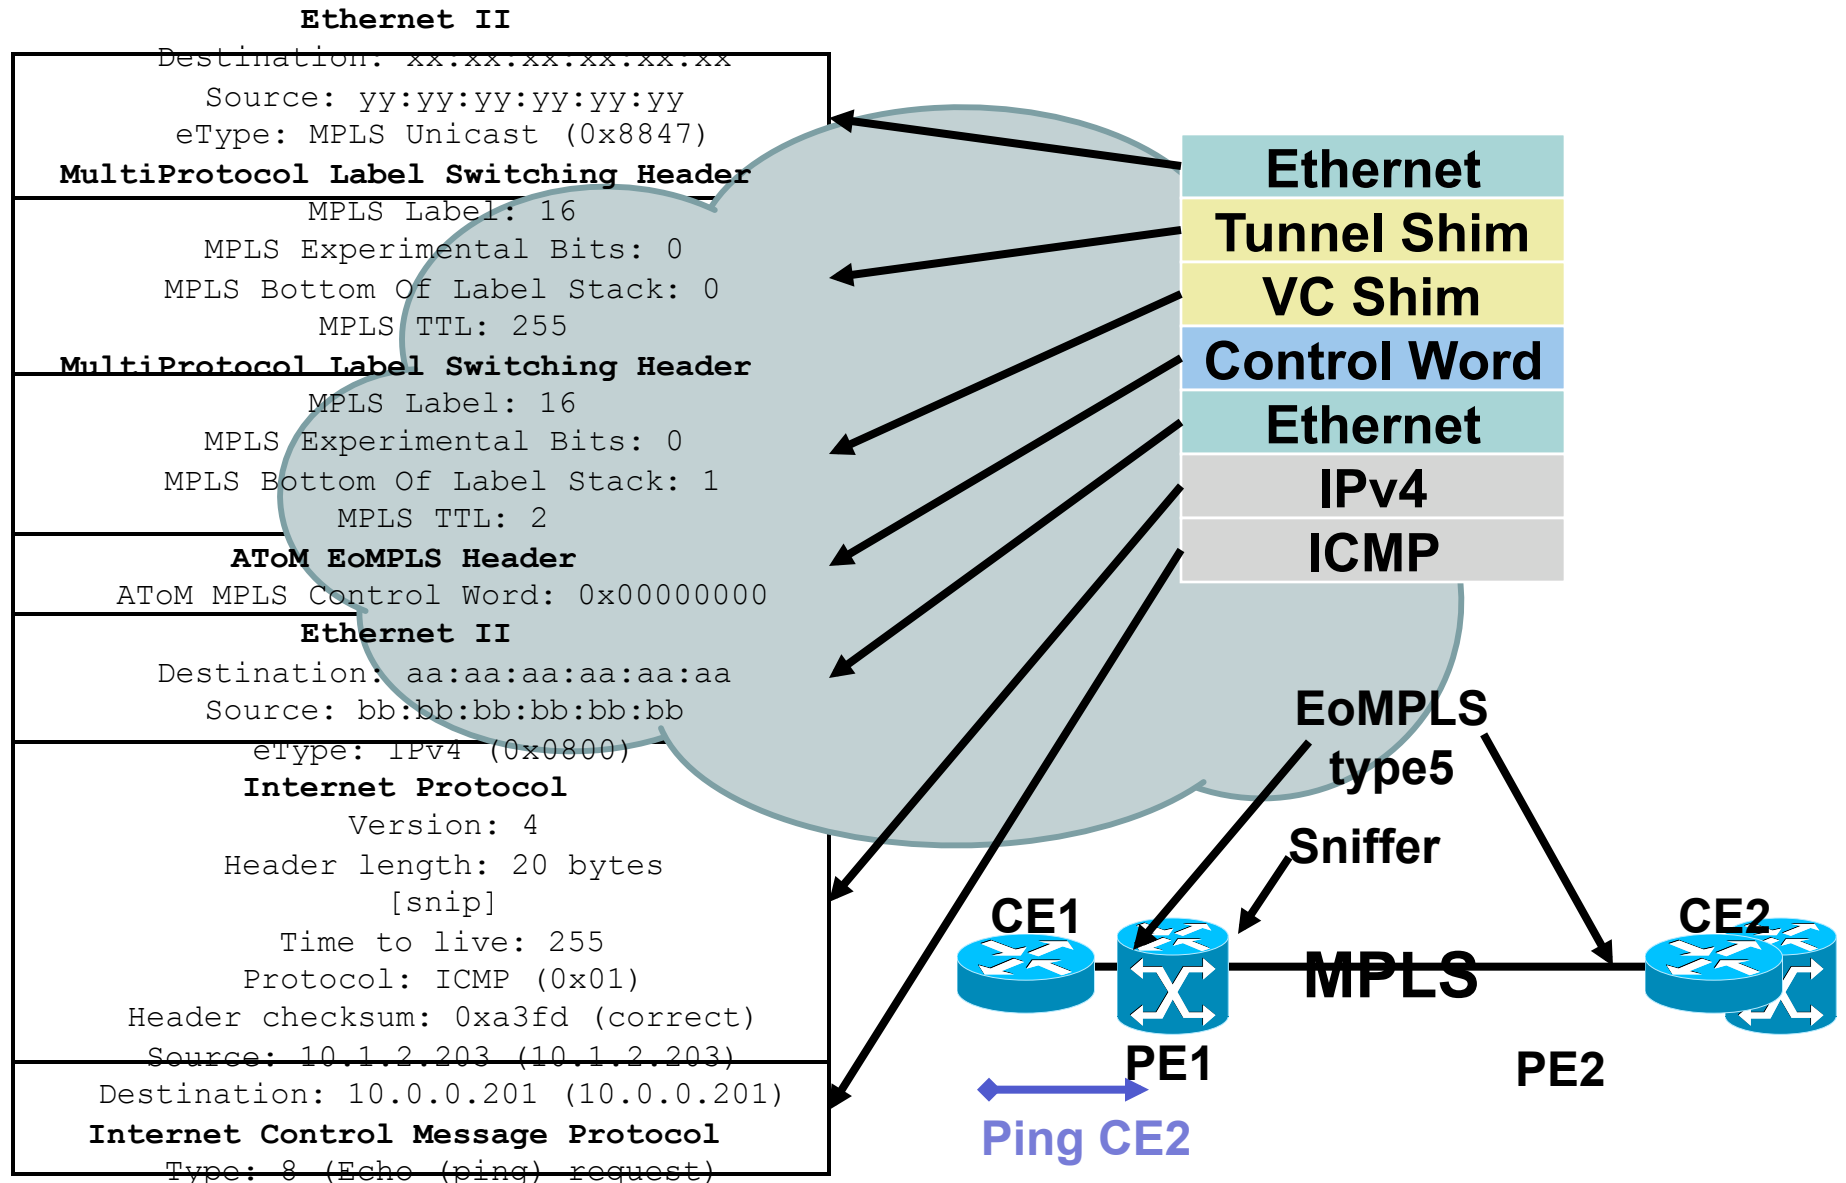 Ethernet II
Destination: xx:xx:xx:xx:xx:xx
Source: yy:yy:yy:yy:yy:yy
eType: MPLS Unicast (0x8847)
MultiProtocol Label Switching Header
MPLS Label: 16
MPLS Experimental Bits: 0
MPLS Bottom Of Label Stack: 0
MPLS TTL: 255
MultiProtocol Label Switching Header
MPLS Label: 16
MPLS Experimental Bits: 0
MPLS Bottom Of Label Stack: 1
MPLS TTL: 2
AToM EoMPLS Header
AToM MPLS Control Word: 0x00000000
Ethernet II
Destination: aa:aa:aa:aa:aa:aa
Source: bb:bb:bb:bb:bb:bb
eType: IPv4 (0x0800)
Internet Protocol
Version: 4
Header length: 20 bytes
[snip]
Time to live: 255
Protocol: ICMP (0x01)
Header checksum: 0xa3fd (correct)
Source: 10.1.2.203 (10.1.2.203)
Destination: 10.0.0.201 (10.0.0.201)
Internet Control Message Protocol
Type: 8 (Echo (ping) request)
Ethernet
Tunnel Shim
VC Shim
Control Word
Ethernet
IPv4
ICMP
EoMPLS
type5
Sniffer
CE1
CE2
MPLS
PE1
PE2
Ping CE2